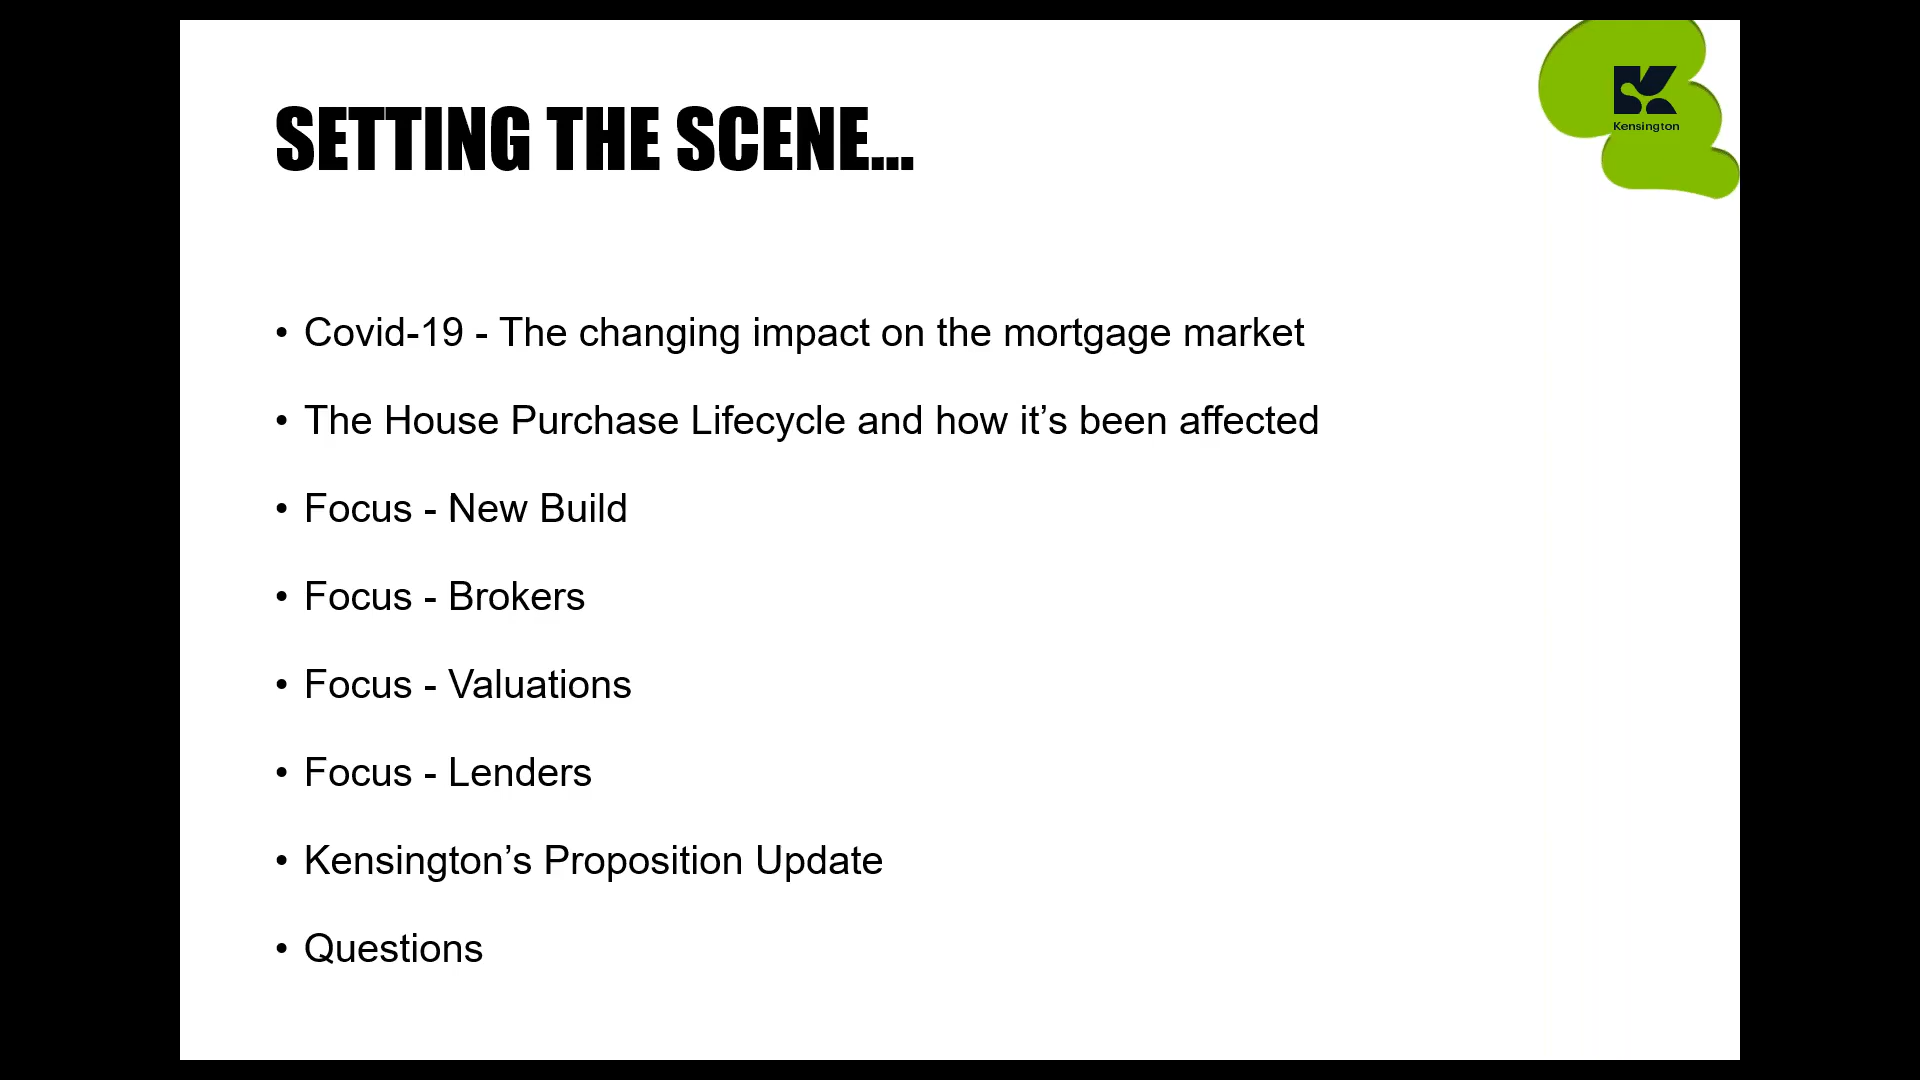 SETTING THE SCENE...
Kensington
• Covid-19 - The changing impact on the mortgage market
• The House Purchase Lifecycle and how it’s been affected
• Focus - New Build
• Focus - Brokers
• Focus - Valuations
• Focus - Lenders
• Kensington’s Proposition Update
• Questions